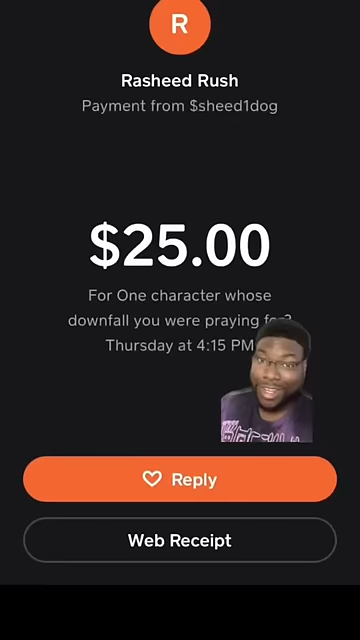 R
Rasheed Rush
Payment from $sheed1dog
$25.00
For One character whose
downfall you were praying for?
Thursday at 4:15 PM
Reply
Web Receipt